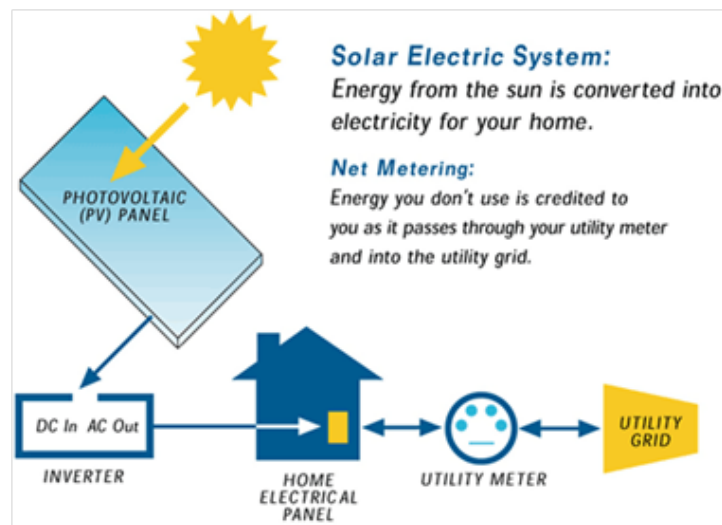 Solar Electric System:
Energy from the sun is converted into
electricity for your home.
Net Metering:
Energy you don't use is credited to
you as it passes through your utility meter
and into the utility grid.
PHOTOVOLTAIC
(PV) PANEL
DC In AC Out
INVERTER
HOME
ELECTRICAL
PANEL
UTILITY METER
UTILITY
GRID